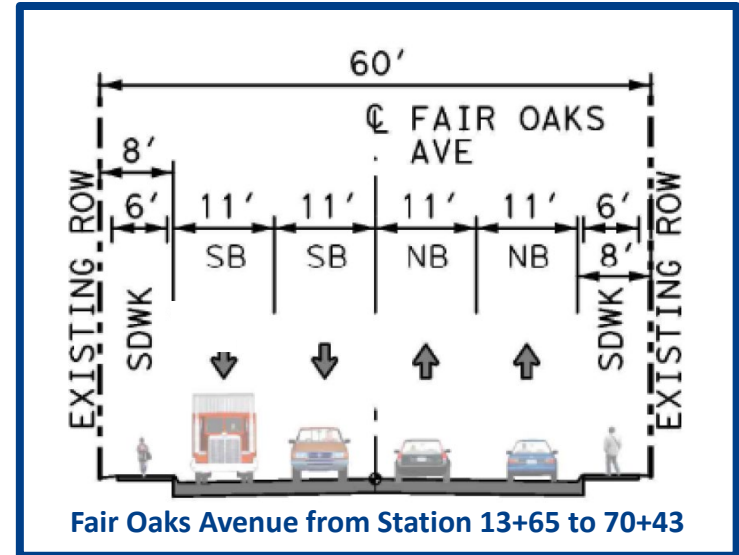 60'
℄ FAIR OAKS
AVE
8'
6' 11' 11' 11' 11' 6'
SB SB NB NB 8'
EXISTING ROW
SDWK
SDWK
EXISTING ROW
Fair Oaks Avenue from Station 13+65 to 70+43